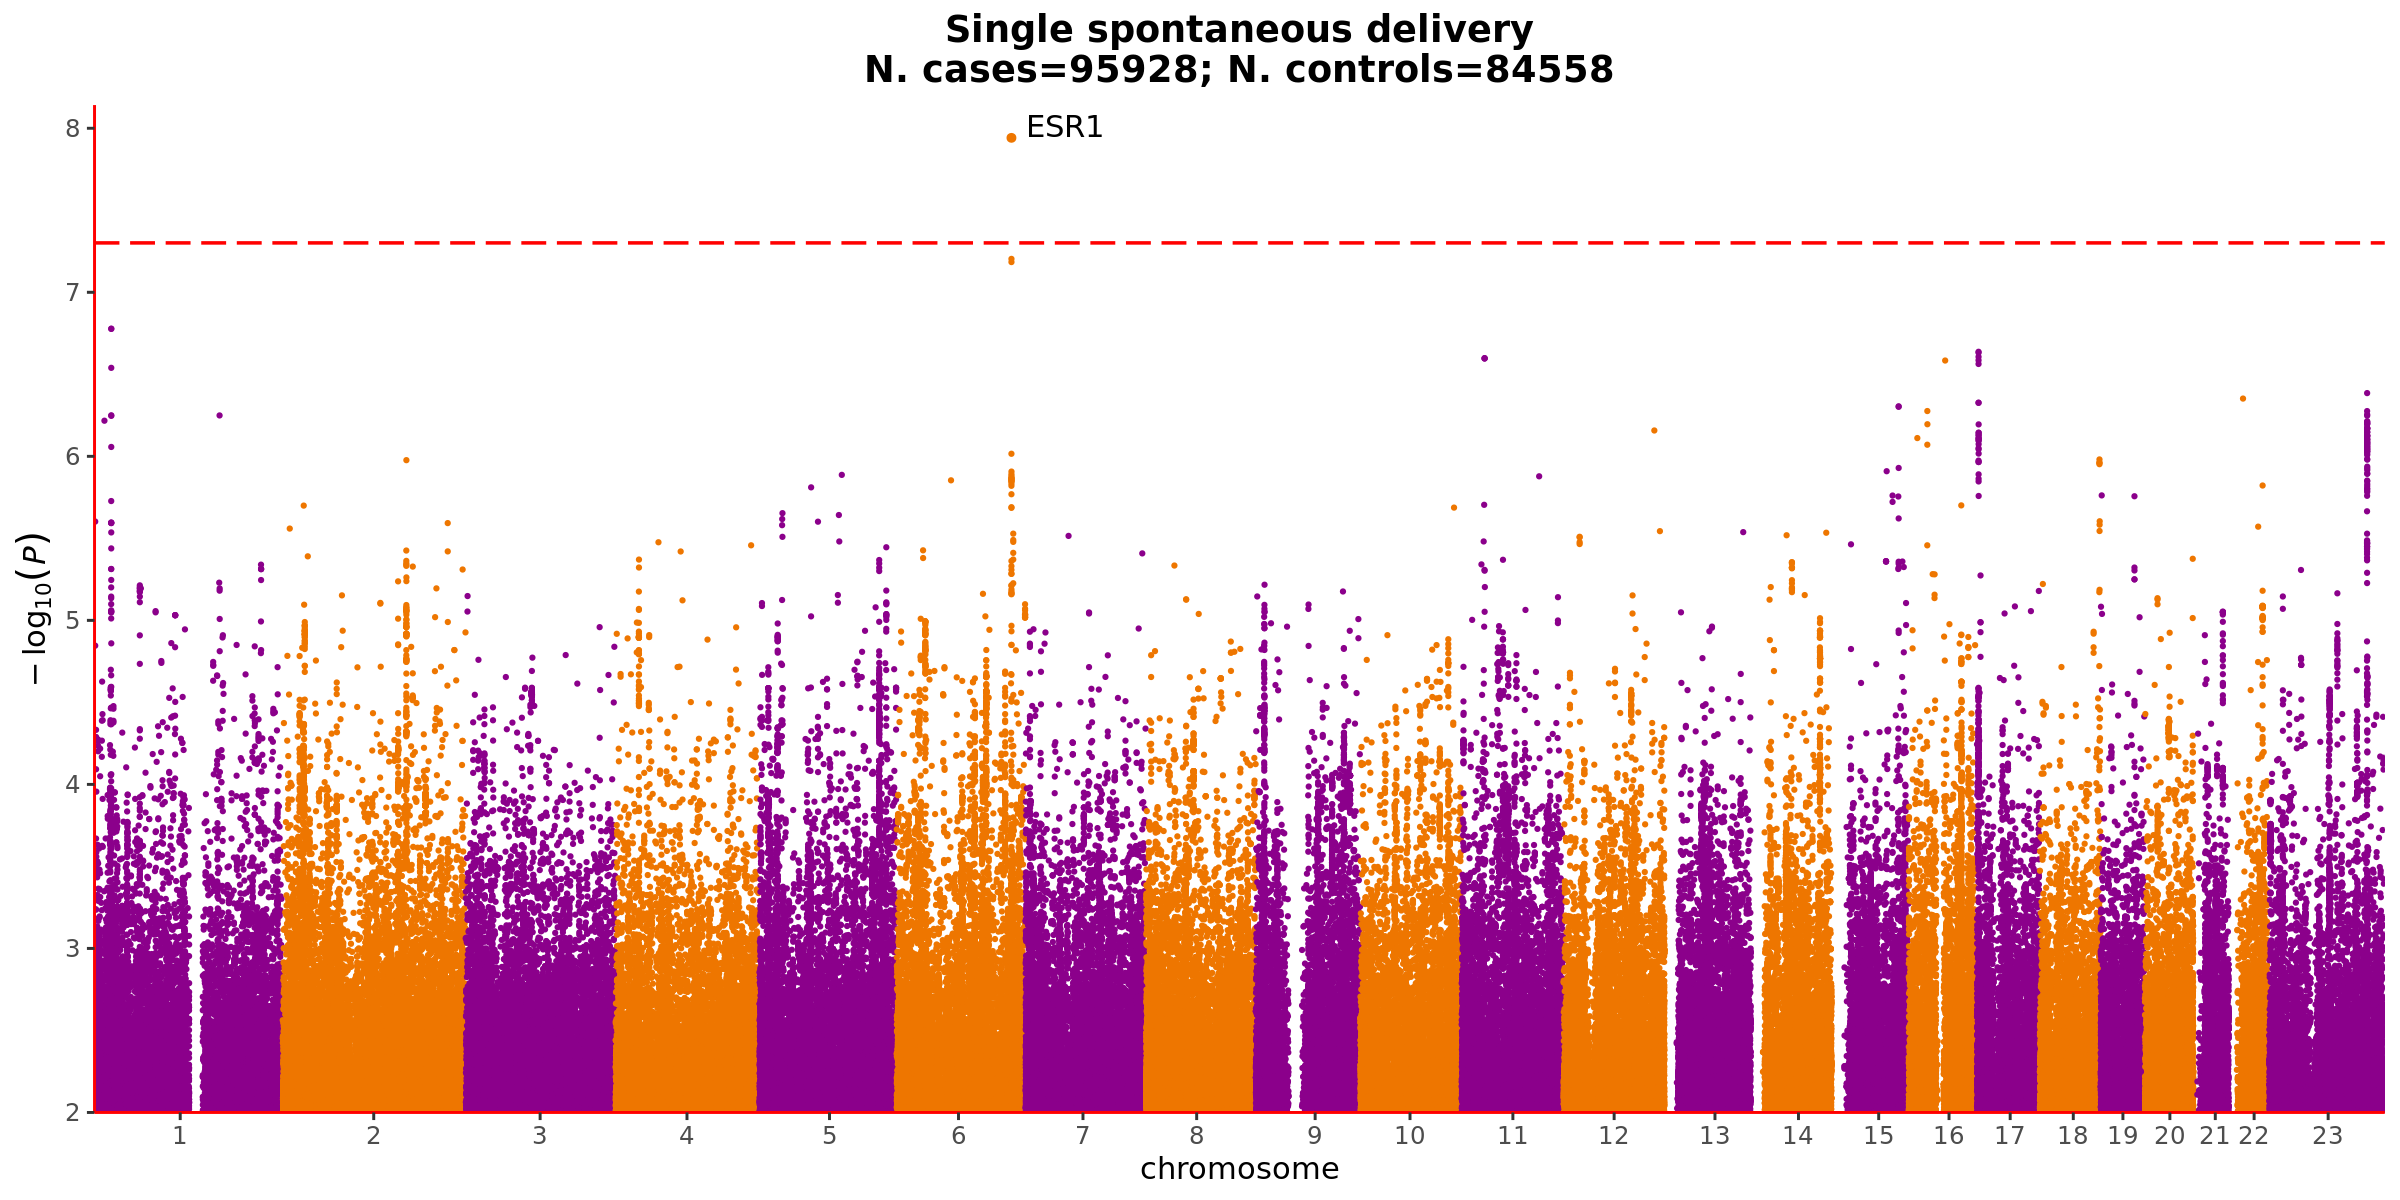 Single spontaneous delivery
N. cases=95928; N. controls=84558
8
ESR1
7
6
5
4
3
2
−log₁₀(P)
1 2 3 4 5 6 7 8 9 10 11 12 13 14 15 16 17 18 19 20 21 22 23
chromosome